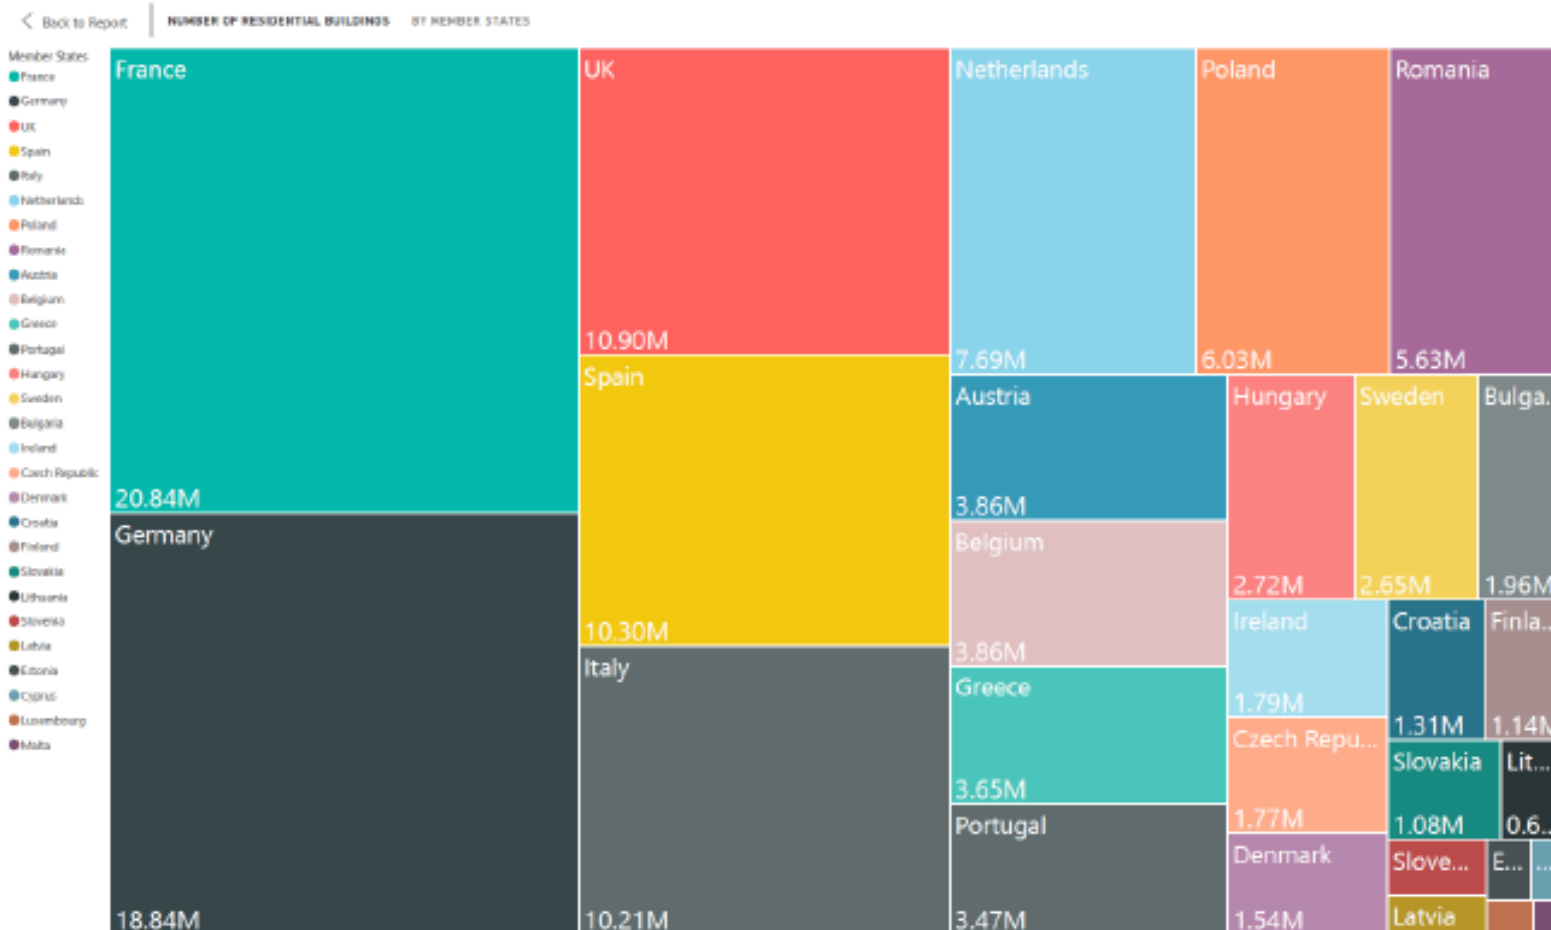 Back to Report
NUMBER OF RESIDENTIAL BUILDINGS BY MEMBER STATES
Member States
France
Germany
UK
Spain
Italy
Netherlands
Poland
Romania
Austria
Belgium
Greece
Portugal
Hungary
Sweden
Bulgaria
Ireland
Czech Republic
Denmark
Croatia
Finland
Slovakia
Lithuania
Slovenia
Latvia
Estonia
Cyprus
Luxembourg
Malta
France
20.84M
Germany
18.84M
UK
10.90M
Spain
10.30M
Italy
10.21M
Netherlands
7.69M
Poland
6.03M
Romania
5.63M
Austria
3.86M
Belgium
3.86M
Greece
3.65M
Portugal
3.47M
Hungary
2.72M
Sweden
2.65M
Bulga..
1.96M
Ireland
1.79M
Czech Repu...
1.77M
Denmark
1.54M
Croatia
1.31M
Finla..
1.14M
Slovakia
1.08M
Lit...
0.6..
Slove...
E...
...
Latvia